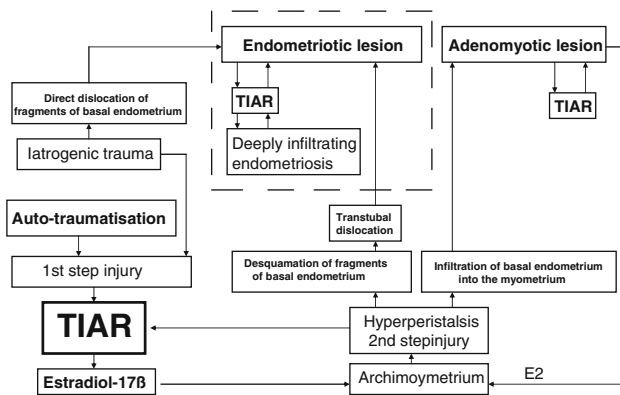 Endometriotic lesion
Adenomyotic lesion
Direct dislocation of
fragments of basal endometrium
TIAR
TIAR
Iatrogenic trauma
Deeply infiltrating
endometriosis
Auto-traumatisation
Transtubal
dislocation
1st step injury
Desquamation of fragments
of basal endometrium
Infiltration of basal endometrium
into the myometrium
TIAR
Hyperperistalsis
2nd stepinjury
Estradiol-17ß
Archimoymetrium
E2